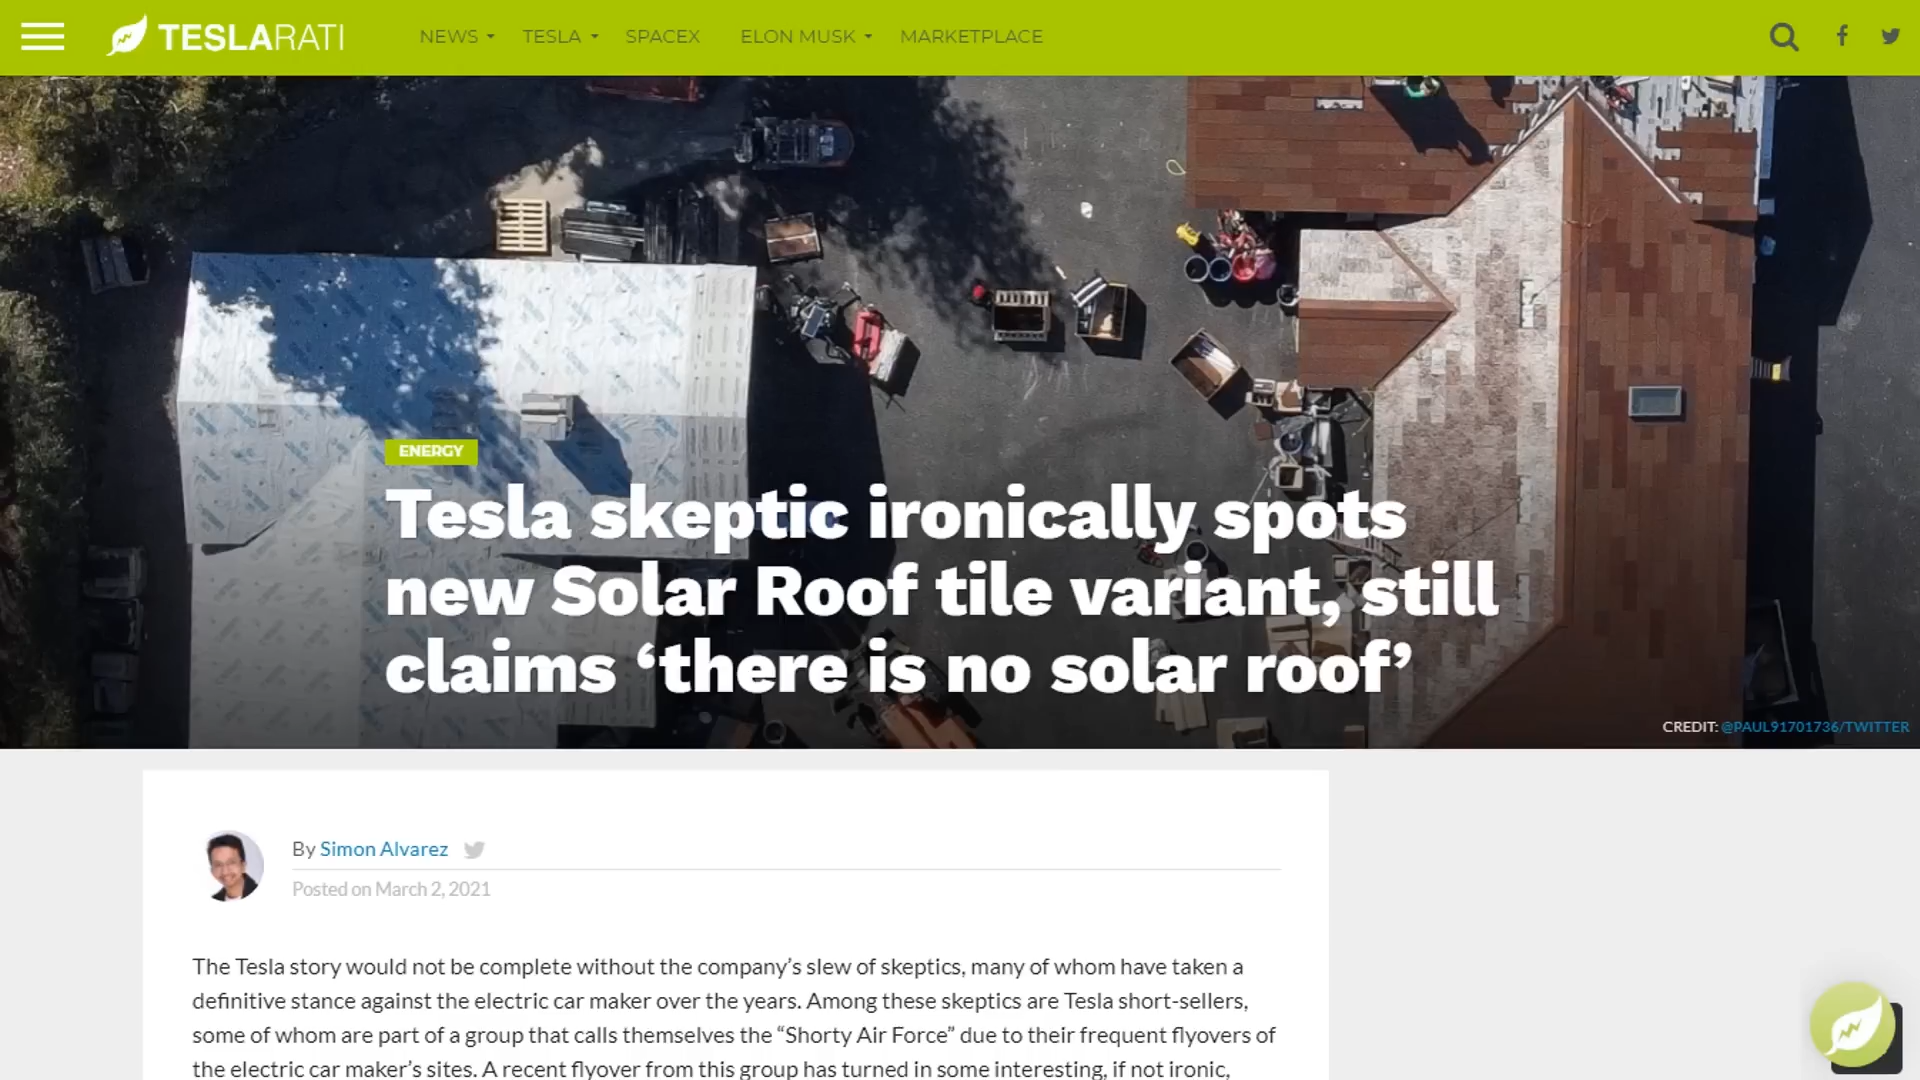 TESLARATI
NEWS
TESLA
SPACEX
ELON MUSK
MARKETPLACE
ENERGY
Tesla skeptic ironically spots
new Solar Roof tile variant, still
claims ‘there is no solar roof’
CREDIT: @PAUL91701736/TWITTER
By Simon Alvarez
Posted on March 2, 2021
The Tesla story would not be complete without the company’s slew of skeptics, many of whom have taken a
definitive stance against the electric car maker over the years. Among these skeptics are Tesla short-sellers,
some of whom are part of a group that calls themselves the “Shorty Air Force” due to their frequent flyovers of
the electric car maker’s sites. A recent flyover from this group has turned in some interesting, if not ironic,